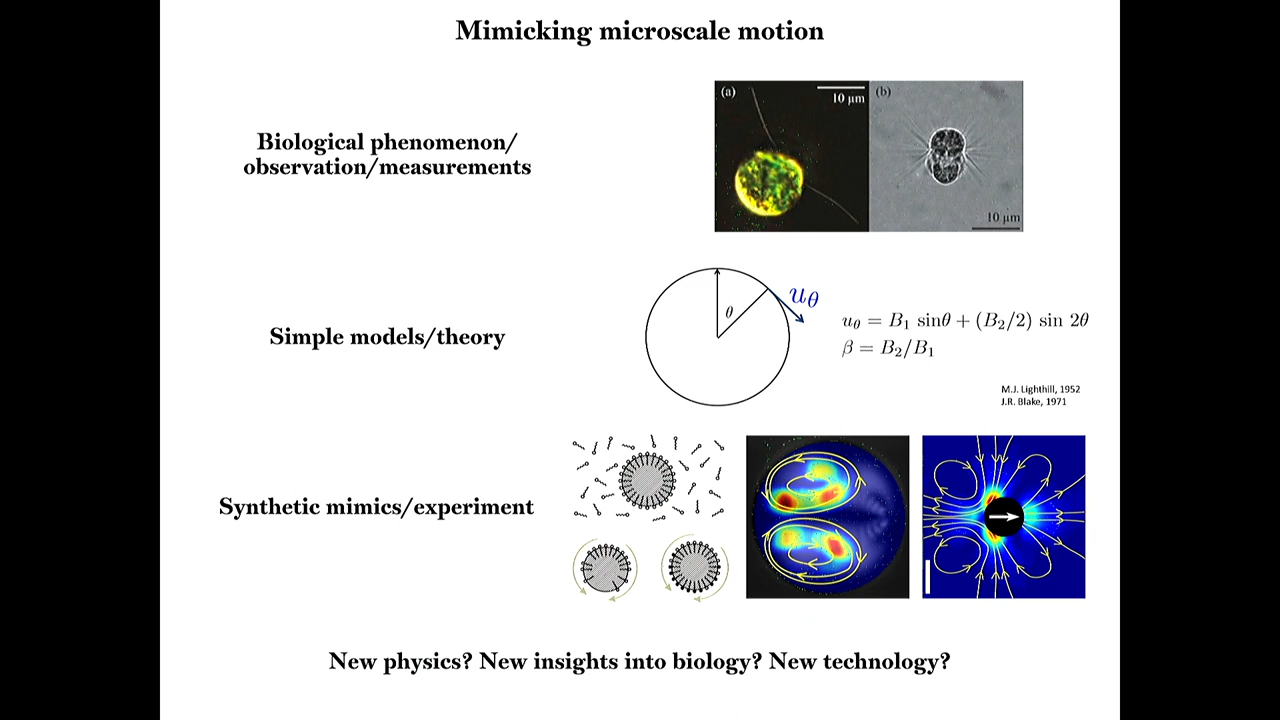 Mimicking microscale motion
Biological phenomenon/
observation/measurements
(a)
10 µm
(b)
10 µm
Simple models/theory
θ
uθ
uθ = B1 sinθ + (B2/2) sin 2θ
β = B2/B1
M.J. Lighthill, 1952
J.R. Blake, 1971
Synthetic mimics/experiment
New physics? New insights into biology? New technology?